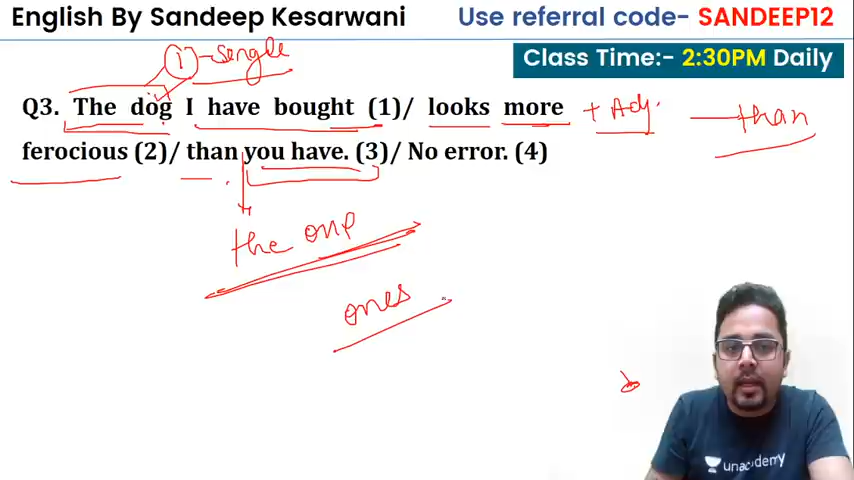 English By Sandeep Kesarwani
Use referral code- SANDEEP12
Class Time:- 2:30PM Daily
1 - single
Q3. The dog I have bought (1)/ looks more
+ Adj. — than
ferocious (2)/ than you have. (3)/ No error. (4)
the one
ones
unacademy